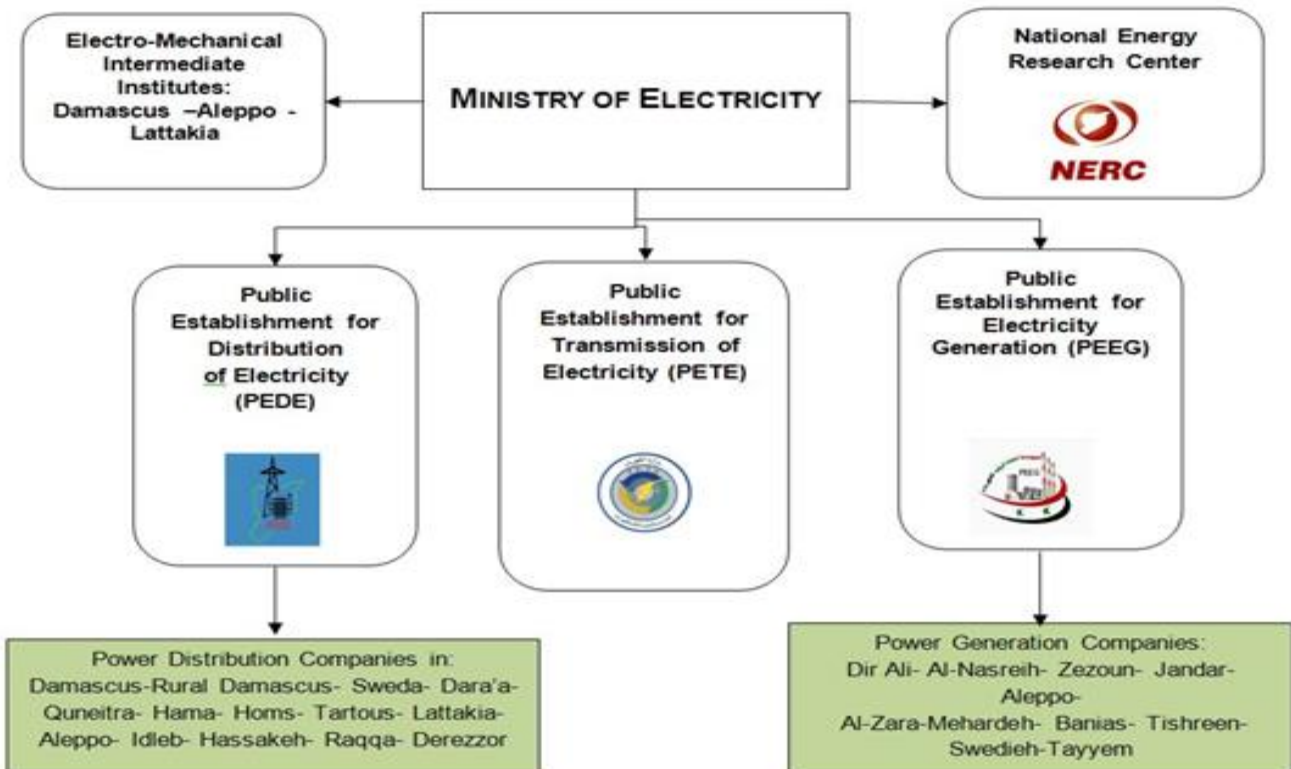 Electro-Mechanical
Intermediate
Institutes:
Damascus –Aleppo -
Lattakia
MINISTRY OF ELECTRICITY
National Energy
Research Center
NERC
Public
Establishment for
Distribution
of Electricity
(PEDE)
Public
Establishment for
Transmission of
Electricity (PETE)
Public
Establishment for
Electricity
Generation (PEEG)
PEEG
Power Distribution Companies in:
Damascus-Rural Damascus- Sweda- Dara'a-
Quneitra- Hama- Homs- Tartous- Lattakia-
Aleppo- Idleb- Hassakeh- Raqqa- Derezzor
Power Generation Companies:
Dir Ali- Al-Nasreih- Zezoun- Jandar-
Aleppo-
Al-Zara-Mehardeh- Banias- Tishreen-
Swedieh-Tayyem